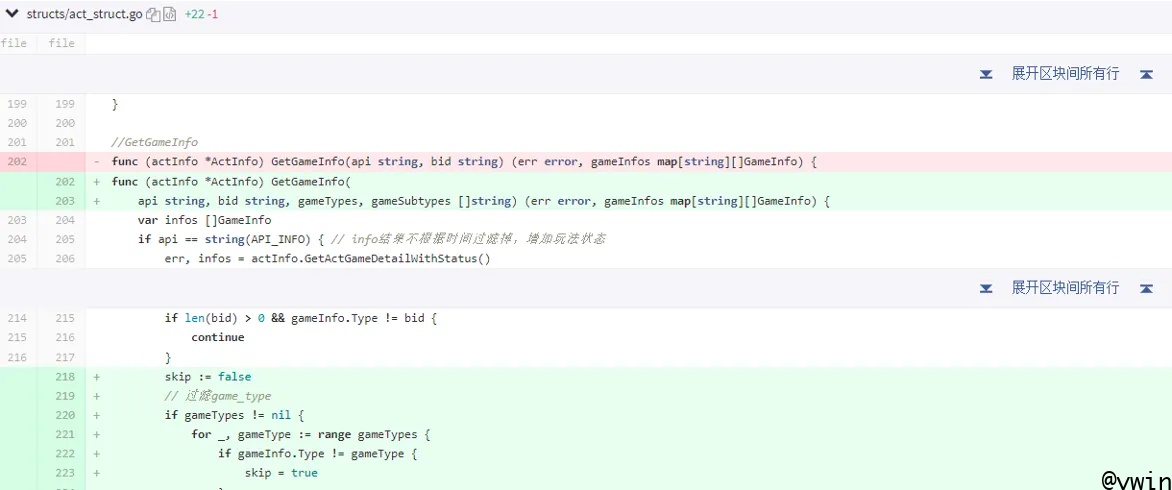 structs/act_struct.go +22 -1
file file
展开区块间所有行
199 199 }
200 200
201 201 //GetGameInfo
202 - func (actInfo *ActInfo) GetGameInfo(api string, bid string) (err error, gameInfos map[string][]GameInfo) {
202 + func (actInfo *ActInfo) GetGameInfo(
203 + api string, bid string, gameTypes, gameSubtypes []string) (err error, gameInfos map[string][]GameInfo) {
203 204 var infos []GameInfo
204 205 if api == string(API_INFO) { // info结果不根据时间过滤掉, 增加玩法状态
205 206 err, infos = actInfo.GetActGameDetailWithStatus()
展开区块间所有行
214 215 if len(bid) > 0 && gameInfo.Type != bid {
215 216 continue
216 217 }
218 + skip := false
219 + // 过滤game_type
220 + if gameTypes != nil {
221 + for _, gameType := range gameTypes {
222 + if gameInfo.Type != gameType {
223 + skip = true